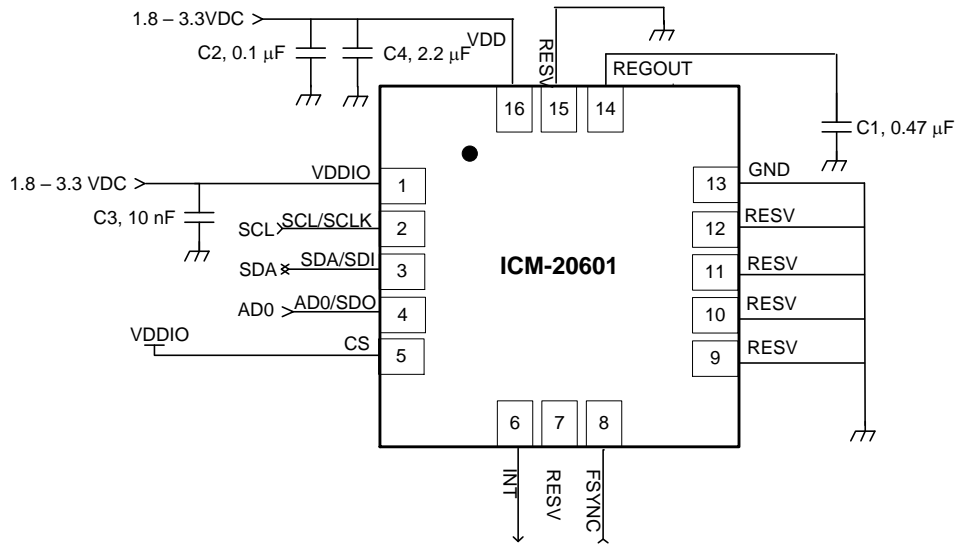 1.8 – 3.3VDC
VDD
C2, 0.1 µF
C4, 2.2 µF
RESV
REGOUT
16
15
14
C1, 0.47 µF
1.8 – 3.3 VDC
VDDIO
1
C3, 10 nF
SCL
SCL/SCLK
2
SDA
SDA/SDI
3
AD0
AD0/SDO
4
VDDIO
CS
5
ICM-20601
13
GND
12
RESV
11
RESV
10
RESV
9
RESV
6
7
8
INT
RESV
FSYNC